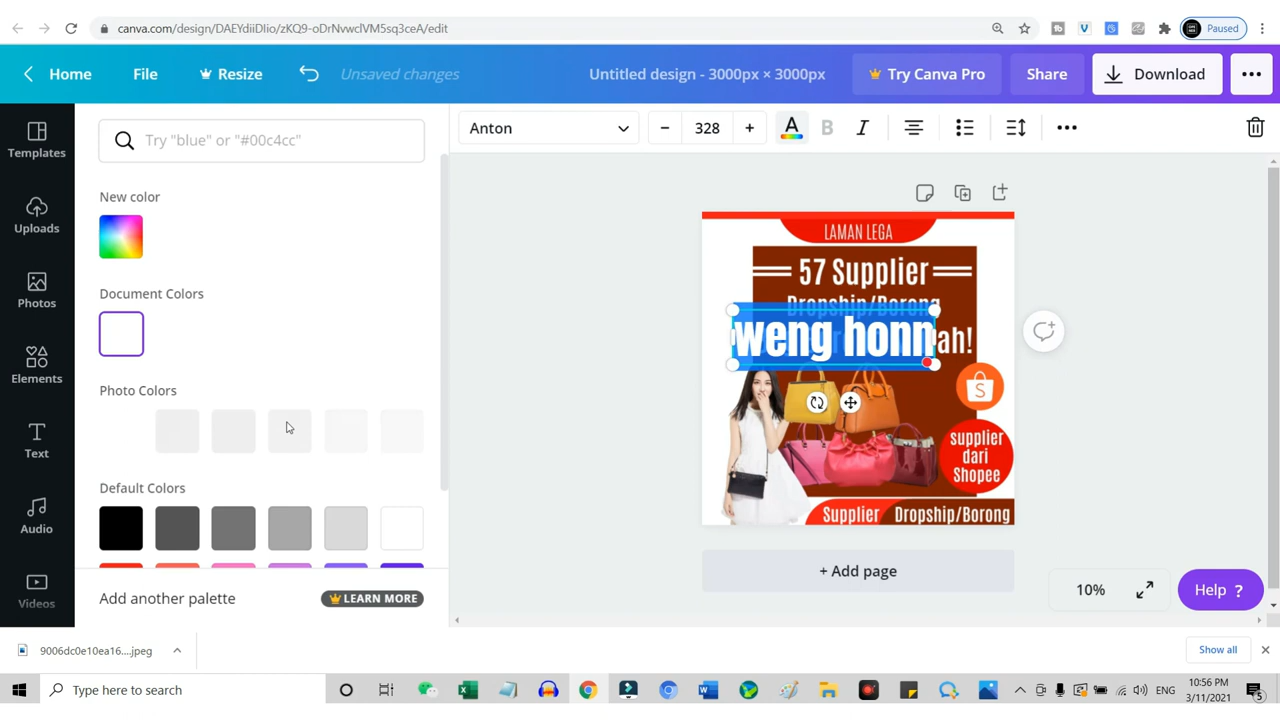 canva.com/design/DAEYdiiDlio/zKQ9-oDrNvwclVM5sq3ceA/edit
Paused
Home
File
Resize
Unsaved changes
Untitled design - 3000px × 3000px
Try Canva Pro
Share
Download
Templates
Uploads
Photos
Elements
Text
Audio
Videos
Try "blue" or "#00c4cc"
New color
Document Colors
Photo Colors
Default Colors
Add another palette
LEARN MORE
Anton
328
A
B
I
LAMAN LEGA
57 Supplier
Dropship/Borong
weng honn
ah!
S
supplier
dari
Shopee
Supplier
Dropship/Borong
+ Add page
10%
Help ?
9006dc0e10ea16....jpeg
Show all
Type here to search
ENG
10:56 PM
3/11/2021
5